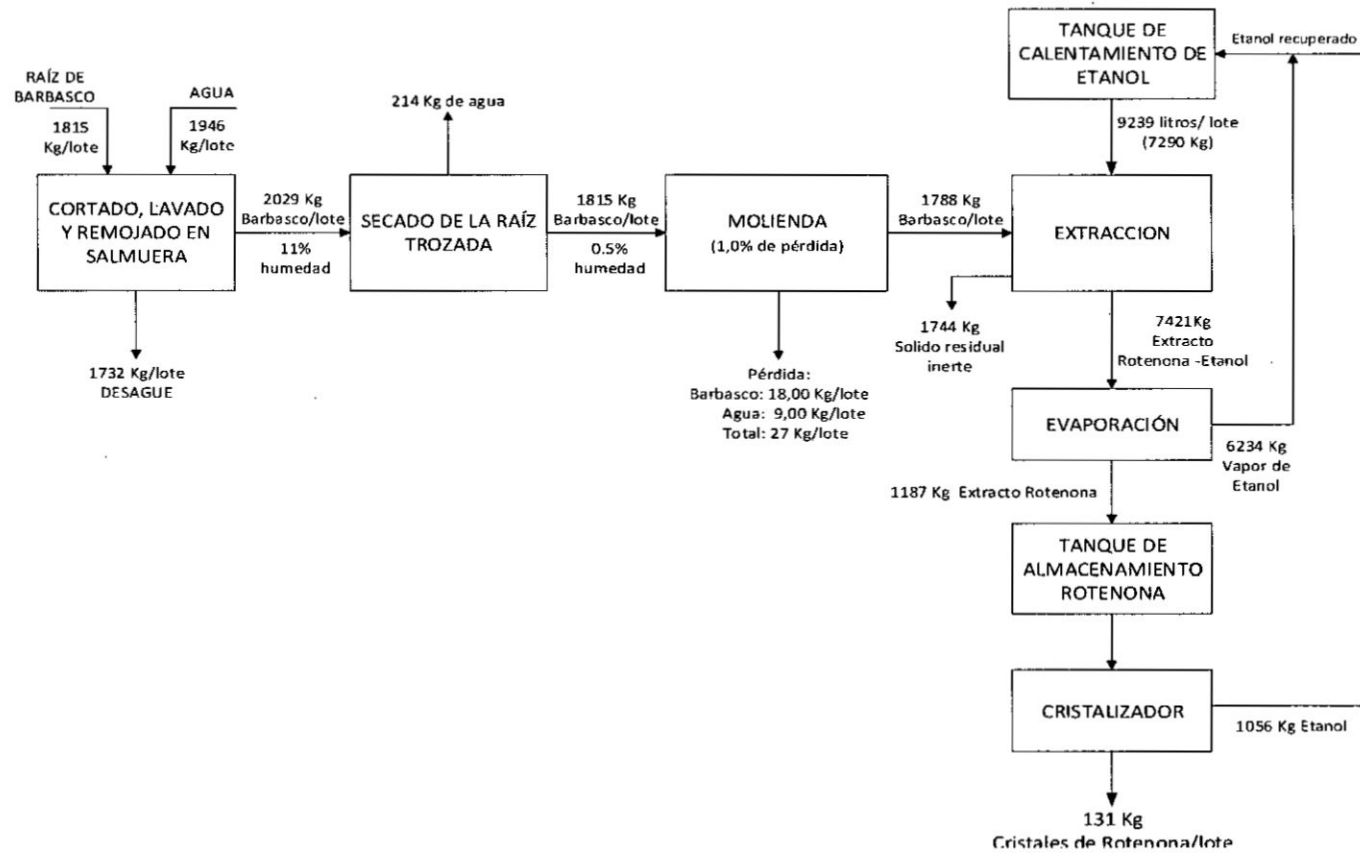 TANQUE DE
CALENTAMIENTO DE
ETANOL
Etanol recuperado
RAÍZ DE
BARBASCO
AGUA
1815
Kg/lote
1946
Kg/lote
214 Kg de agua
9239 litros/ lote
(7290 Kg)
CORTADO, LAVADO
Y REMOJADO EN
SALMUERA
2029 Kg
Barbasco/lote
11%
humedad
SECADO DE LA RAÍZ
TROZADA
1815 Kg
Barbasco/lote
0.5%
humedad
MOLIENDA
(1,0% de pérdida)
1788 Kg
Barbasco/lote
EXTRACCION
1732 Kg/lote
DESAGUE
Pérdida:
Barbasco: 18,00 Kg/lote
Agua: 9,00 Kg/lote
Total: 27 Kg/lote
1744 Kg
Solido residual
inerte
7421Kg
Extracto
Rotenona -Etanol
EVAPORACIÓN
6234 Kg
Vapor de
Etanol
1187 Kg Extracto Rotenona
TANQUE DE
ALMACENAMIENTO
ROTENONA
CRISTALIZADOR
1056 Kg Etanol
131 Kg
Cristales de Rotenona/lote